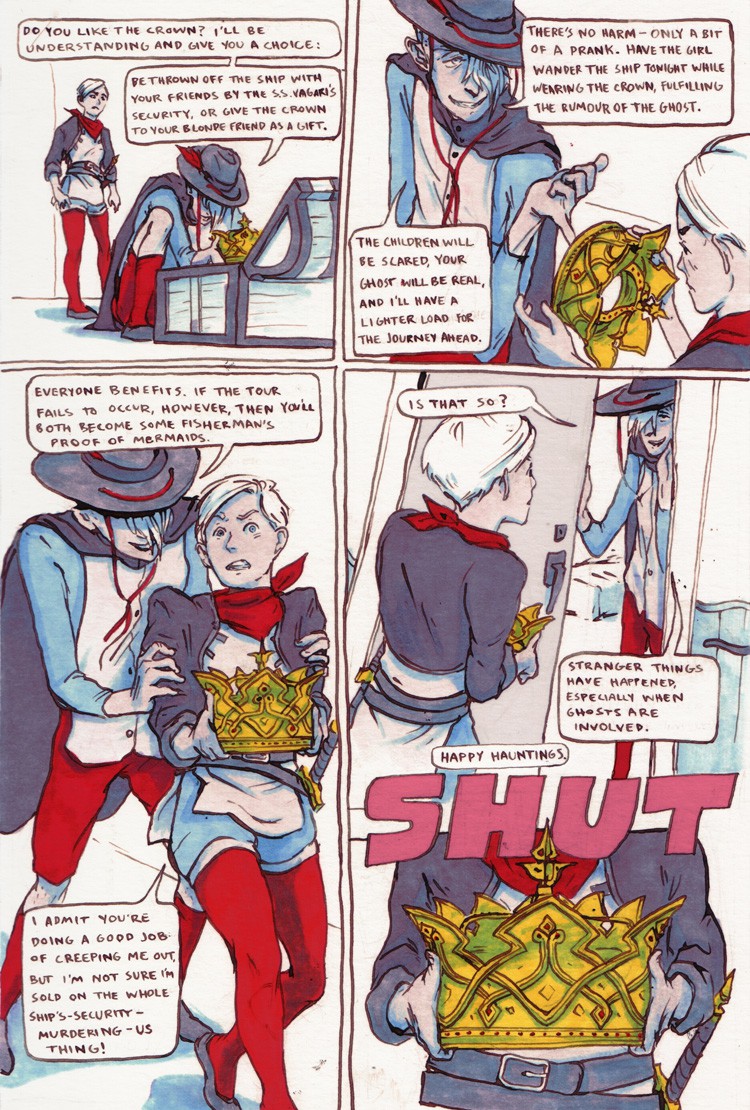 DO YOU LIKE THE CROWN? I'LL BE
UNDERSTANDING AND GIVE YOU A CHOICE:
BE THROWN OFF THE SHIP WITH
YOUR FRIENDS BY THE S.S. VAGARI'S
SECURITY, OR GIVE THE CROWN
TO YOUR BLONDE FRIEND AS A GIFT.
THERE'S NO HARM – ONLY A BIT
OF A PRANK. HAVE THE GIRL
WANDER THE SHIP TONIGHT WHILE
WEARING THE CROWN, FULFILLING
THE RUMOUR OF THE GHOST.
THE CHILDREN WILL
BE SCARED, YOUR
GHOST WILL BE REAL,
AND I'LL HAVE A
LIGHTER LOAD FOR
THE JOURNEY AHEAD.
EVERYONE BENEFITS. IF THE TOUR
FAILS TO OCCUR, HOWEVER, THEN YOU'LL
BOTH BECOME SOME FISHERMAN'S
PROOF OF MERMAIDS.
I ADMIT YOU'RE
DOING A GOOD JOB
OF CREEPING ME OUT,
BUT I'M NOT SURE I'M
SOLD ON THE WHOLE
SHIP'S-SECURITY–
MURDERING-US
THING!
IS THAT SO?
STRANGER THINGS
HAVE HAPPENED,
ESPECIALLY WHEN
GHOSTS ARE
INVOLVED.
HAPPY HAUNTINGS.
SHUT